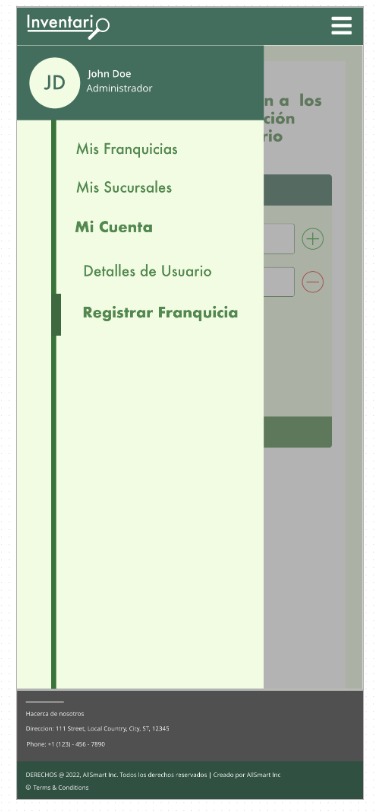 Inventari
JD
John Doe
Administrador
n a los
ción
rio
Mis Franquicias
Mis Sucursales
Mi Cuenta
Detalles de Usuario
Registrar Franquicia
Hacerca de nosotros
Direccion: 111 Street, Local Country, City, ST, 12345
Phone: +1 (123) - 456 - 7890
DERECHOS @ 2022, AllSmart Inc. Todos los derechos reservados | Creado por AllSmart Inc
© Terms & Conditions